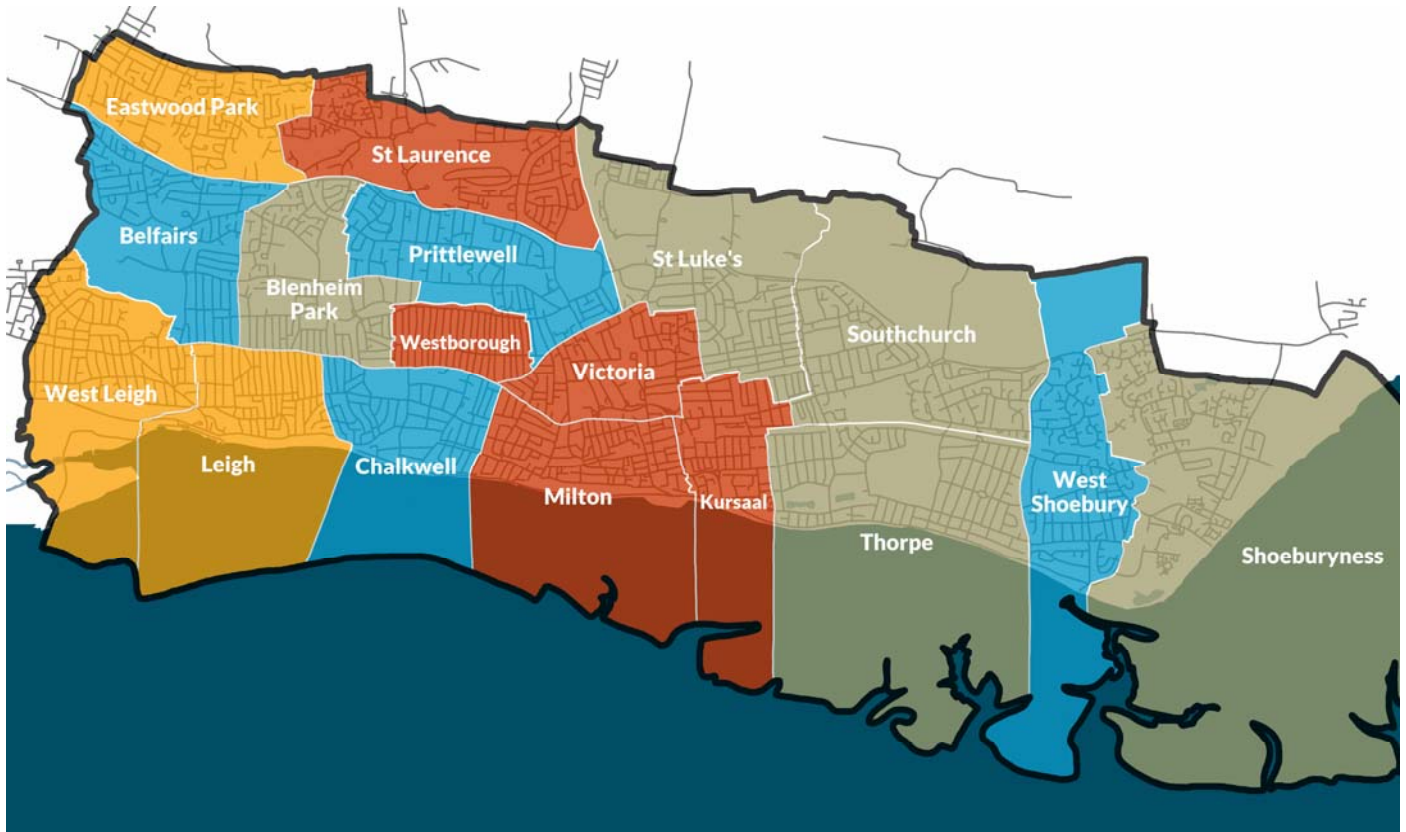 Eastwood Park
St Laurence
Belfairs
Prittlewell
St Luke's
Blenheim
Park
Westborough
Southchurch
Victoria
West Leigh
Leigh
Chalkwell
Milton
Kursaal
West
Shoebury
Thorpe
Shoeburyness